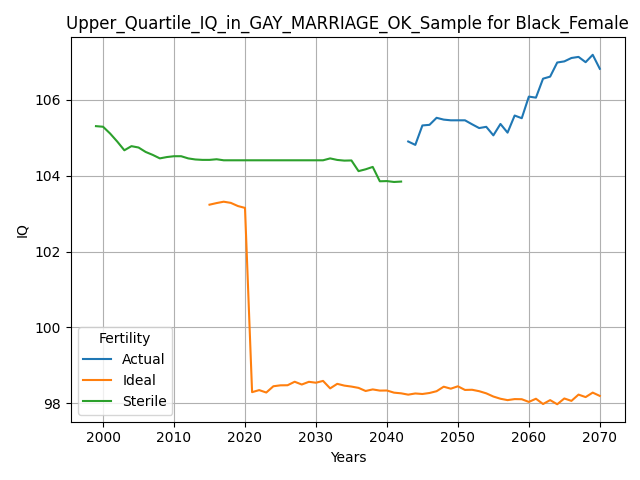 Upper_Quartile_IQ_in_GAY_MARRIAGE_OK_Sample for Black_Female
IQ
106
104
102
100
98
Fertility
Actual
Ideal
Sterile
2000 2010 2020 2030 2040 2050 2060 2070
Years